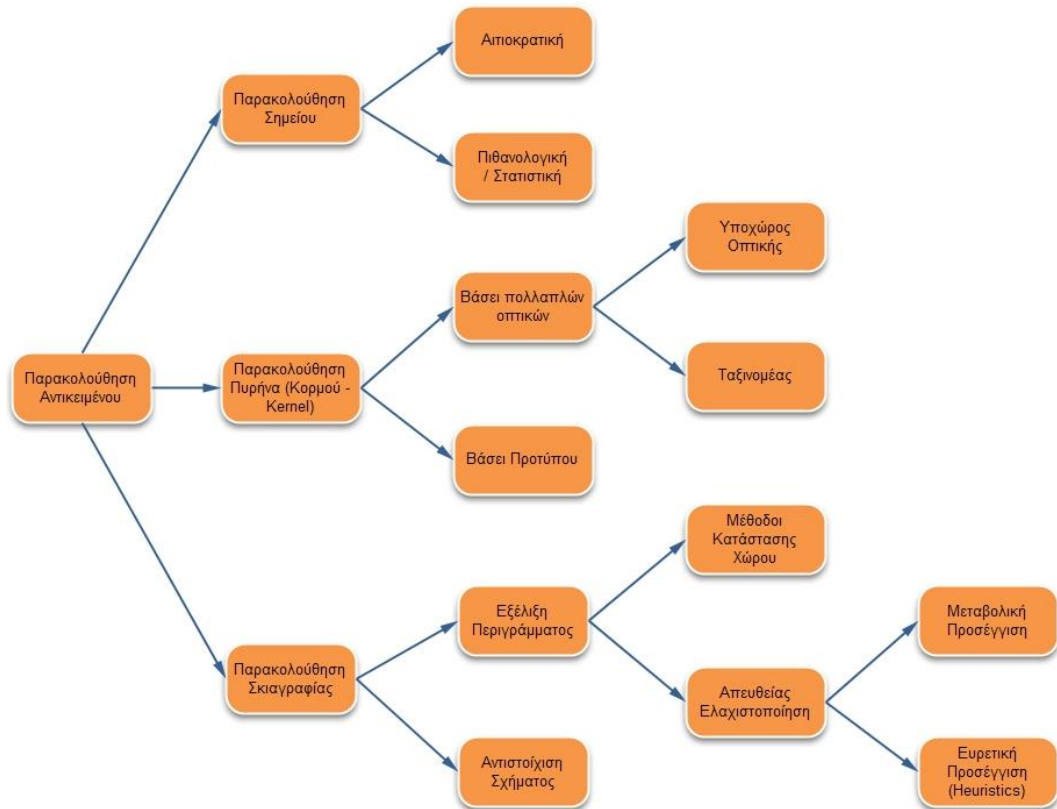 Αιτιοκρατική
Παρακολούθηση
Σημείου
Πιθανολογική
/ Στατιστική
Υποχώρος
Οπτικής
Βάσει πολλαπλών
οπτικών
Παρακολούθηση
Αντικειμένου
Παρακολούθηση
Πυρήνα (Κορμού -
Kernel)
Ταξινομέας
Βάσει Προτύπου
Μέθοδοι
Κατάστασης
Χώρου
Εξέλιξη
Περιγράμματος
Μεταβολική
Προσέγγιση
Παρακολούθηση
Σκιαγραφίας
Απευθείας
Ελαχιστοποίηση
Αντιστοίχιση
Σχήματος
Ευρετική
Προσέγγιση
(Heuristics)